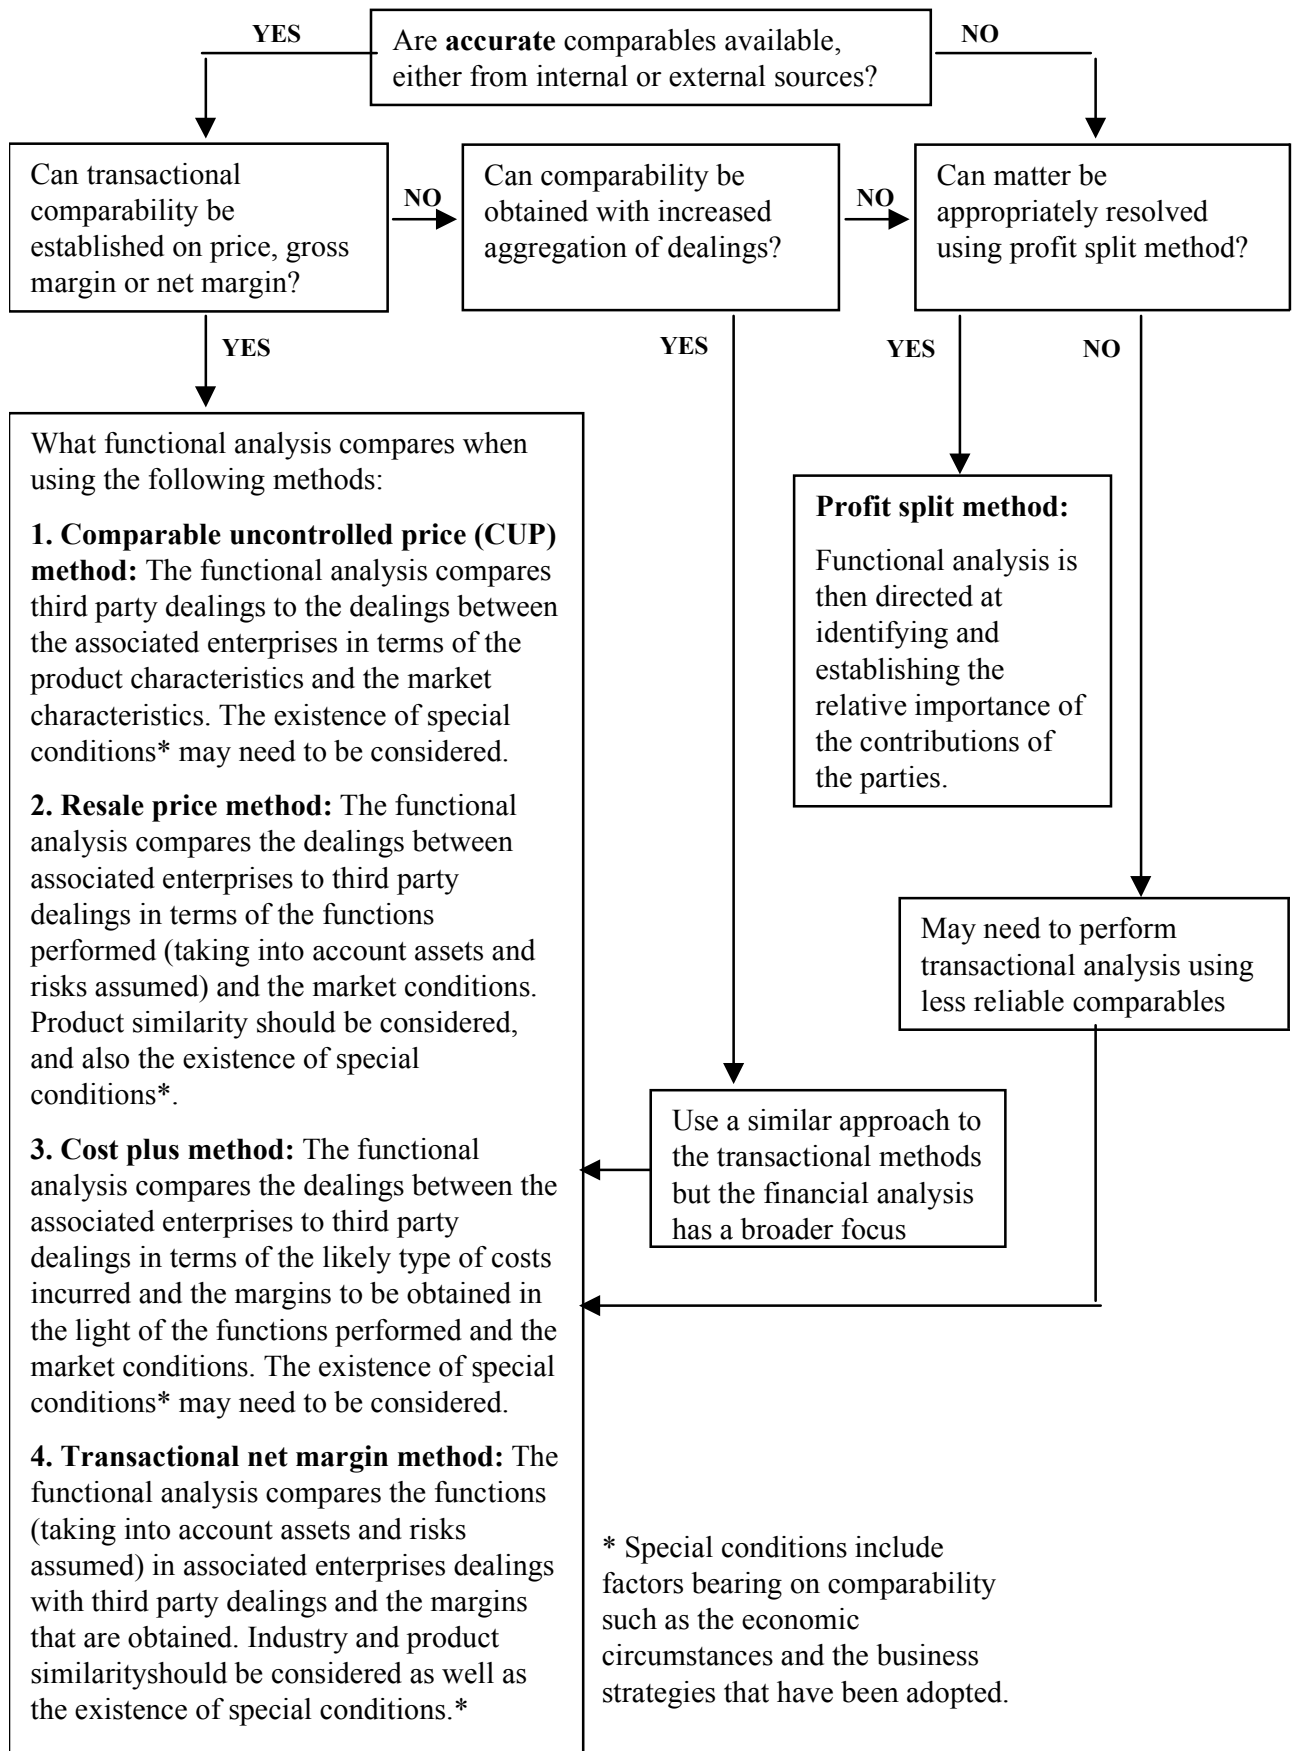 YES
Are accurate comparables available,
either from internal or external sources?
NO
Can transactional
comparability be
established on price, gross
margin or net margin?
NO
Can comparability be
obtained with increased
aggregation of dealings?
NO
Can matter be
appropriately resolved
using profit split method?
YES
YES
YES
NO
What functional analysis compares when
using the following methods:
1. Comparable uncontrolled price (CUP)
method: The functional analysis compares
third party dealings to the dealings between
the associated enterprises in terms of the
product characteristics and the market
characteristics. The existence of special
conditions* may need to be considered.
2. Resale price method: The functional
analysis compares the dealings between
associated enterprises to third party
dealings in terms of the functions
performed (taking into account assets and
risks assumed) and the market conditions.
Product similarity should be considered,
and also the existence of special
conditions*.
3. Cost plus method: The functional
analysis compares the dealings between the
associated enterprises to third party
dealings in terms of the likely type of costs
incurred and the margins to be obtained in
the light of the functions performed and the
market conditions. The existence of special
conditions* may need to be considered.
4. Transactional net margin method: The
functional analysis compares the functions
(taking into account assets and risks
assumed) in associated enterprises dealings
with third party dealings and the margins
that are obtained. Industry and product
similarityshould be considered as well as
the existence of special conditions.*
Profit split method:
Functional analysis is
then directed at
identifying and
establishing the
relative importance of
the contributions of
the parties.
May need to perform
transactional analysis using
less reliable comparables
Use a similar approach to
the transactional methods
but the financial analysis
has a broader focus
* Special conditions include
factors bearing on comparability
such as the economic
circumstances and the business
strategies that have been adopted.